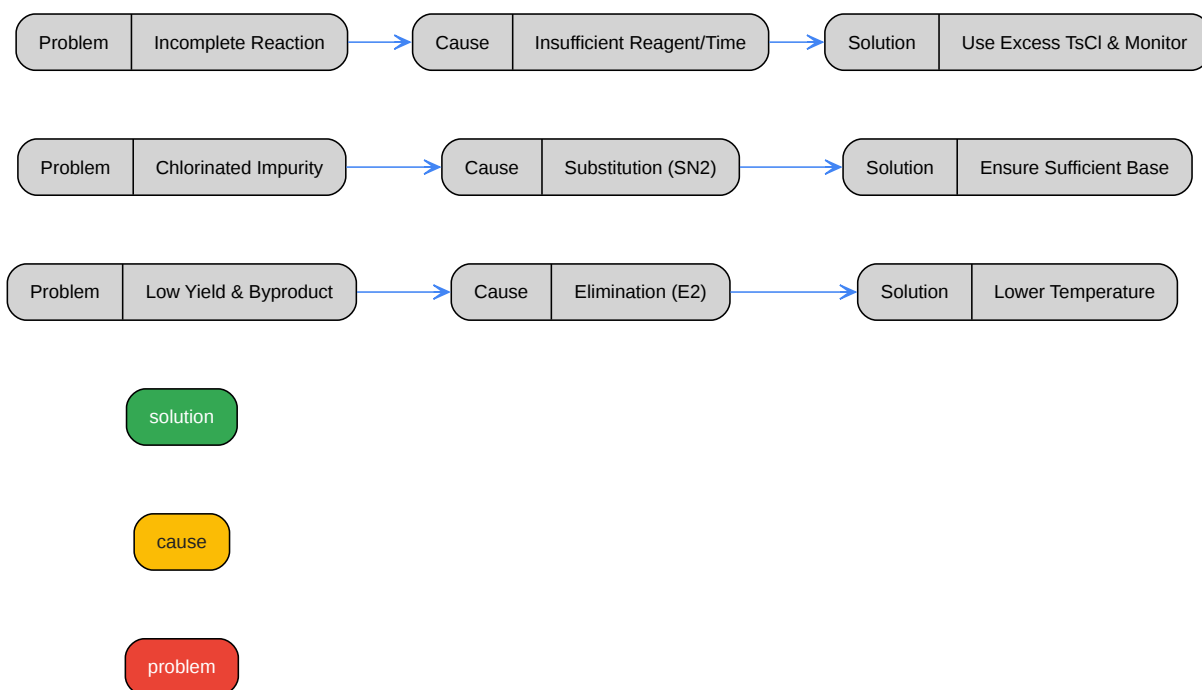 Problem Incomplete Reaction Cause Insufficient Reagent/Time Solution Use Excess TsCl & Monitor
Problem Chlorinated Impurity Cause Substitution (SN2) Solution Ensure Sufficient Base
Problem Low Yield & Byproduct Cause Elimination (E2) Solution Lower Temperature
solution
cause
problem